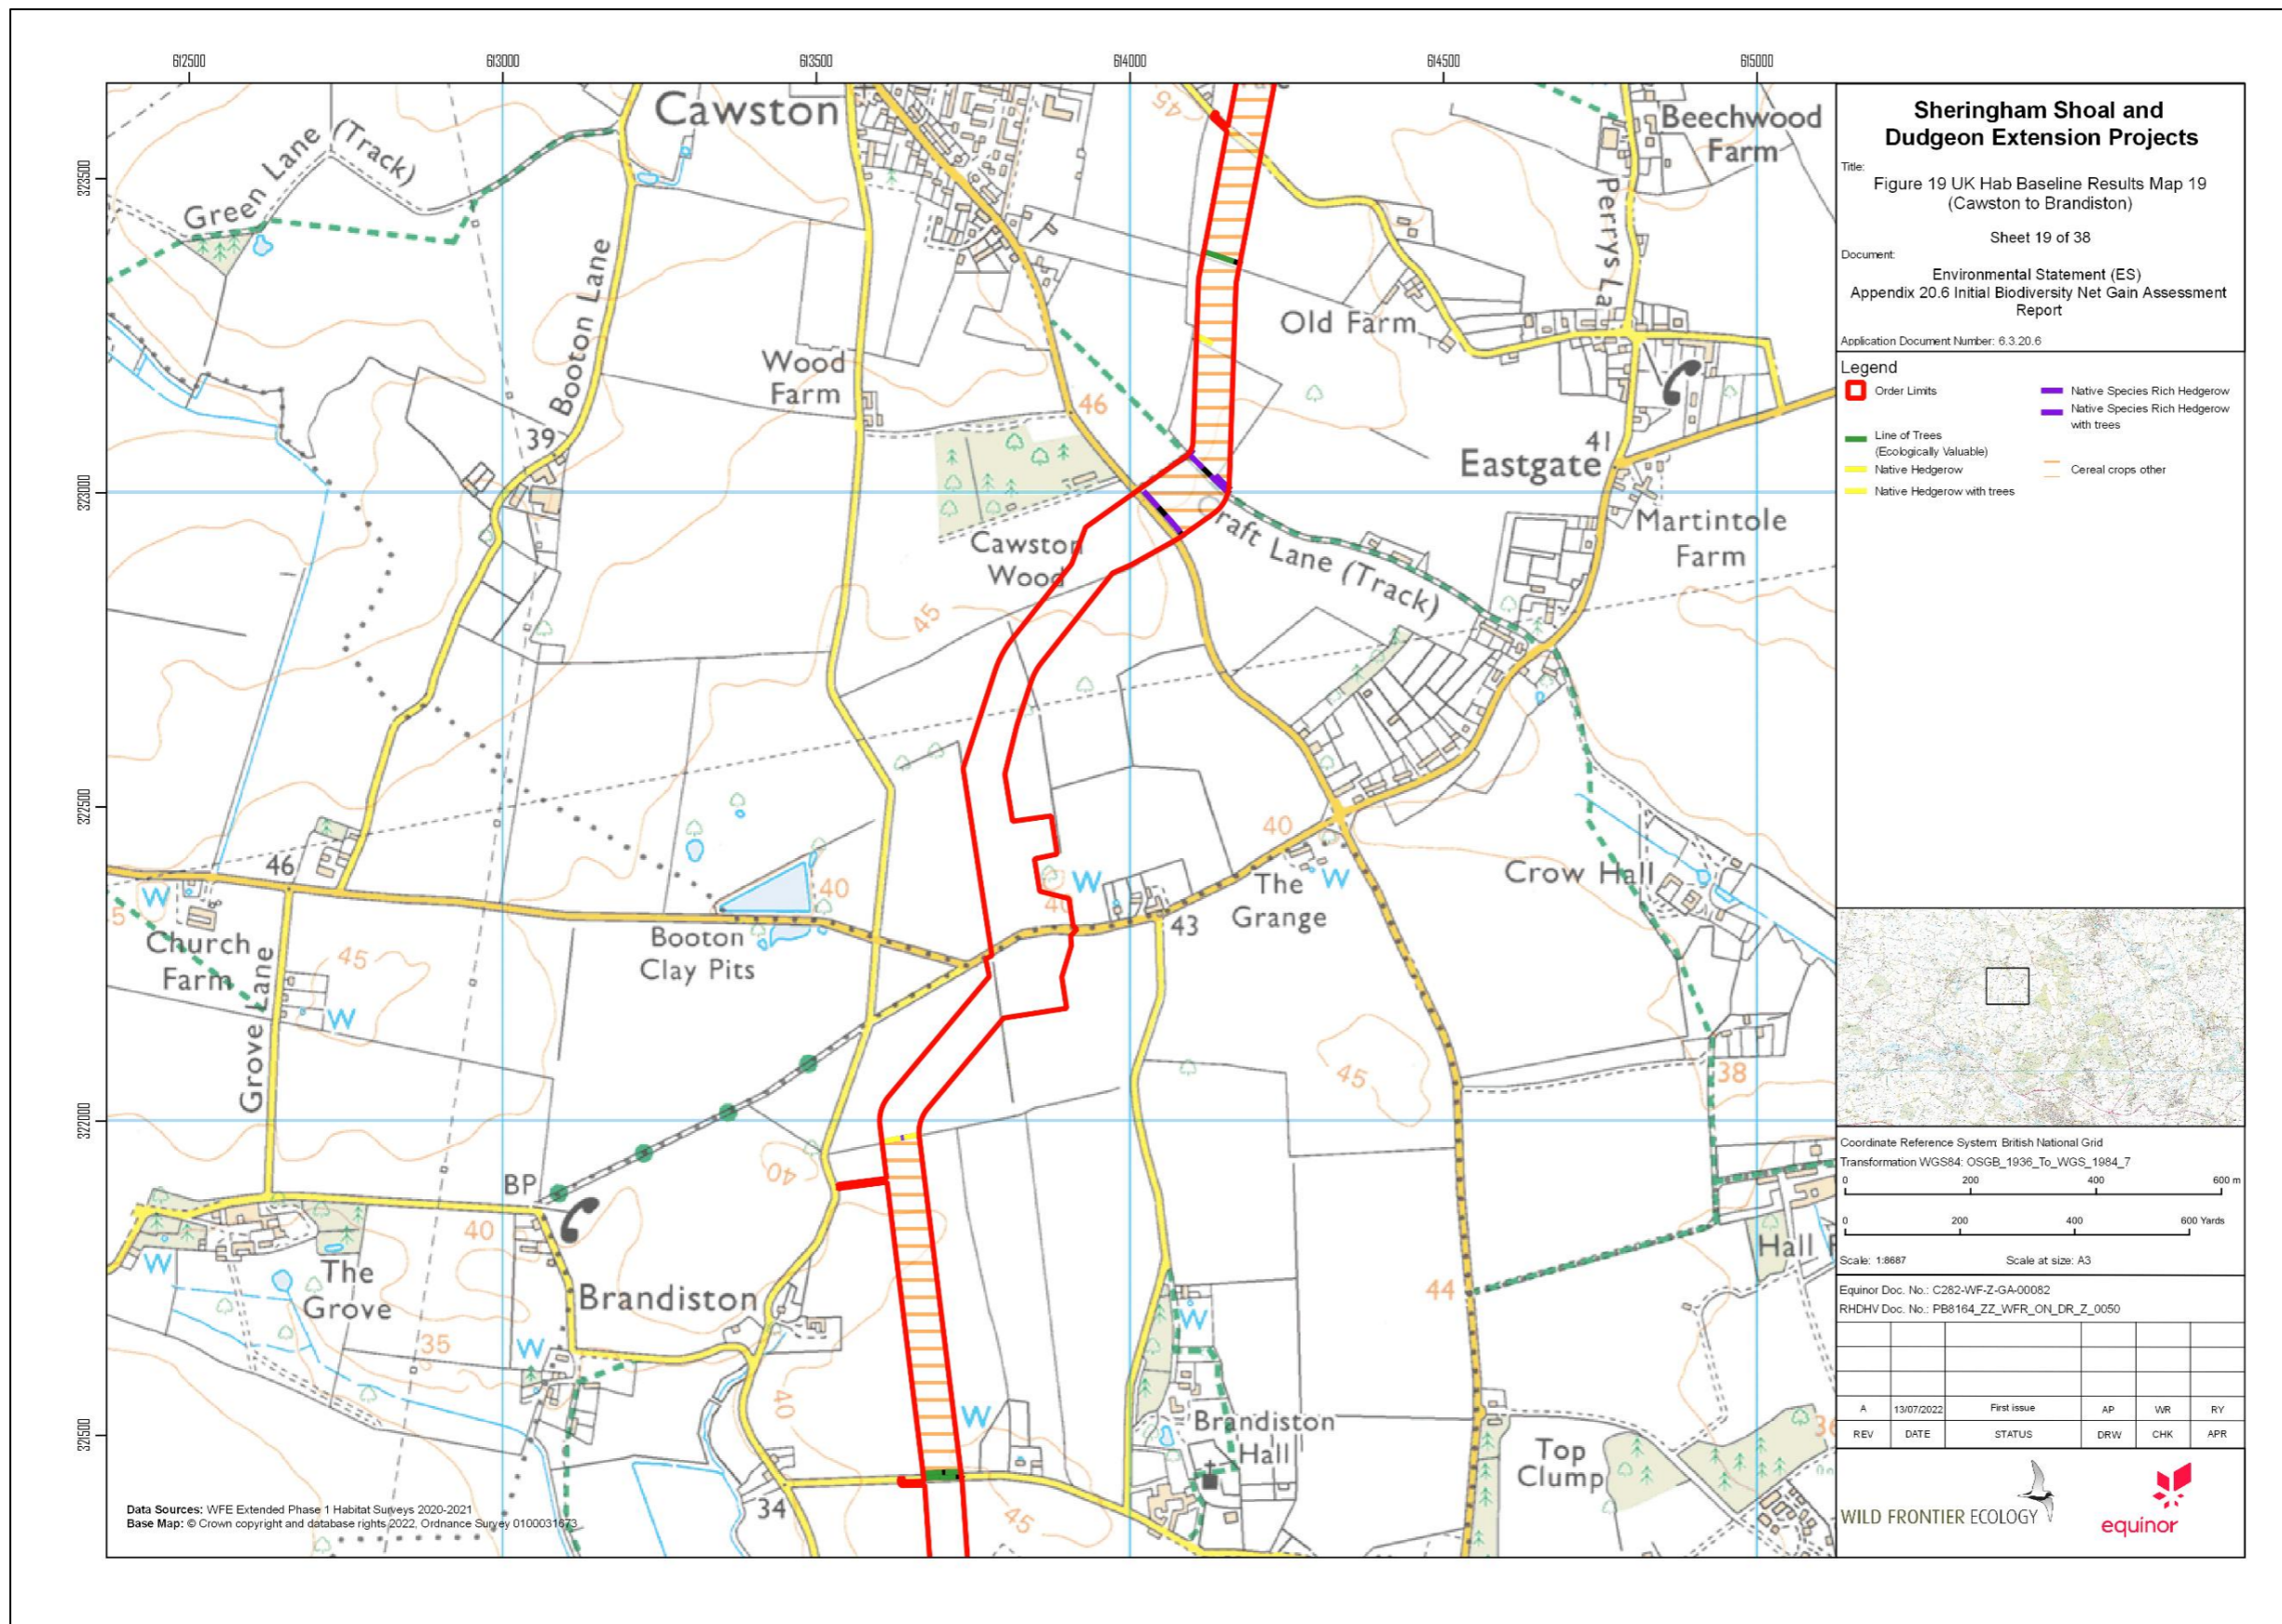 612500
613000
613500
614000
614500
615000
323500
323000
322500
322000
321500
Cawston
45
Green Lane (Track)
Booton Lane
39
Wood
Farm
46
Cawston
Wood
45
Old Farm
Perrys La
Beechwood
Farm
41
Eastgate
Martintole
Farm
Craft Lane (Track)
46
W
Church
Farm
45
W
Grove Lane
Booton
Clay Pits
40
W
40
43
The
Grange
W
40
Crow Hall
38
45
BP
40
40
The
Grove
W
35
W
Brandiston
40
34
W
45
W
Brandiston
Hall
44
Top
Clump
Hall
Data Sources: WFE Extended Phase 1 Habitat Surveys 2020-2021
Base Map: © Crown copyright and database rights 2022, Ordnance Survey 0100031673
Sheringham Shoal and
Dudgeon Extension Projects
Title:
Figure 19 UK Hab Baseline Results Map 19
(Cawston to Brandiston)
Sheet 19 of 38
Document:
Environmental Statement (ES)
Appendix 20.6 Initial Biodiversity Net Gain Assessment
Report
Application Document Number: 6.3.20.6
Legend
Order Limits
Line of Trees
(Ecologically Valuable)
Native Hedgerow
Native Hedgerow with trees
Native Species Rich Hedgerow
Native Species Rich Hedgerow
with trees
Cereal crops other
Coordinate Reference System: British National Grid
Transformation WGS84: OSGB_1936_To_WGS_1984_7
0 200 400 600 m
0 200 400 600 Yards
Scale: 1:8687 Scale at size: A3
Equinor Doc. No.: C282-WF-Z-GA-00082
RHDHV Doc. No.: PB8164_ZZ_WFR_ON_DR_Z_0050
A 13/07/2022 First issue AP WR RY
REV DATE STATUS DRW CHK APR
WILD FRONTIER ECOLOGY
equinor